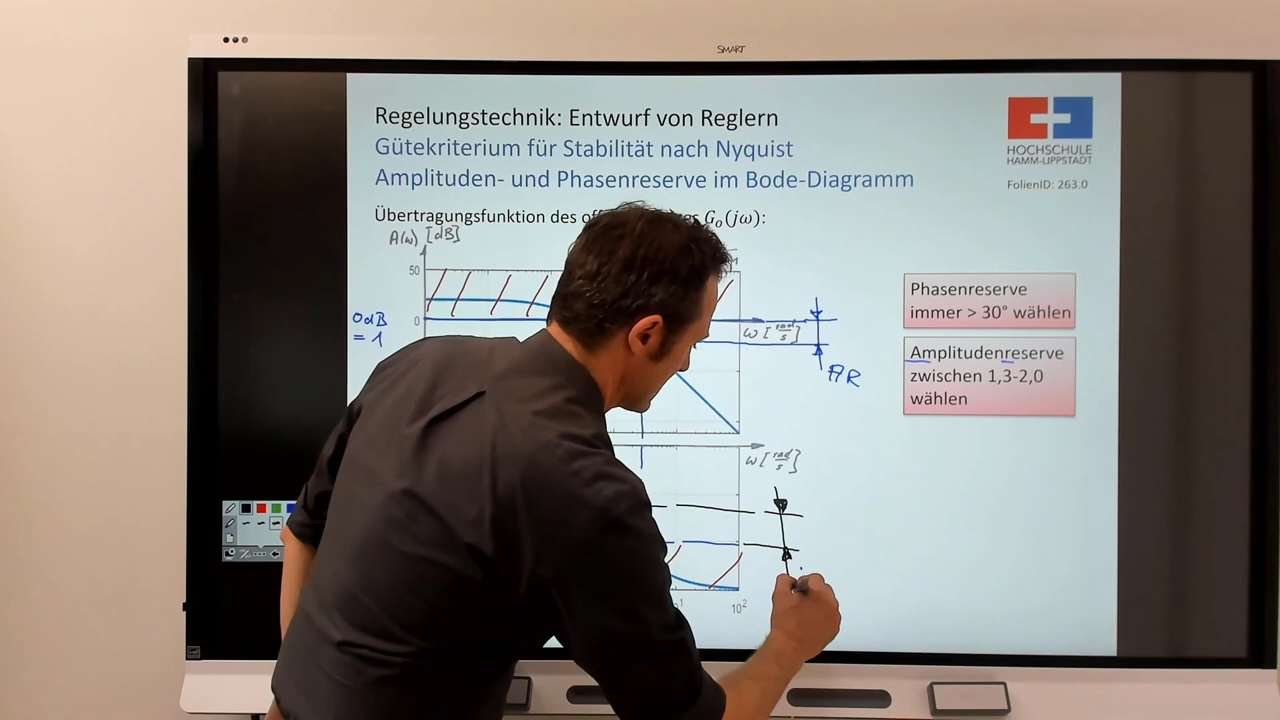 SMART
Regelungstechnik: Entwurf von Reglern
Gütekriterium für Stabilität nach Nyquist
Amplituden- und Phasenreserve im Bode-Diagramm
HOCHSCHULE
HAMM-LIPPSTADT
FolienID: 263.0
Übertragungsfunktion des G₀(jω):
A(ω) [dB]
50
0
0dB
= 1
ω [rad/s]
AR
Phasenreserve
immer > 30° wählen
Amplitudenreserve
zwischen 1,3-2,0
wählen
ω [rad/s]
10²